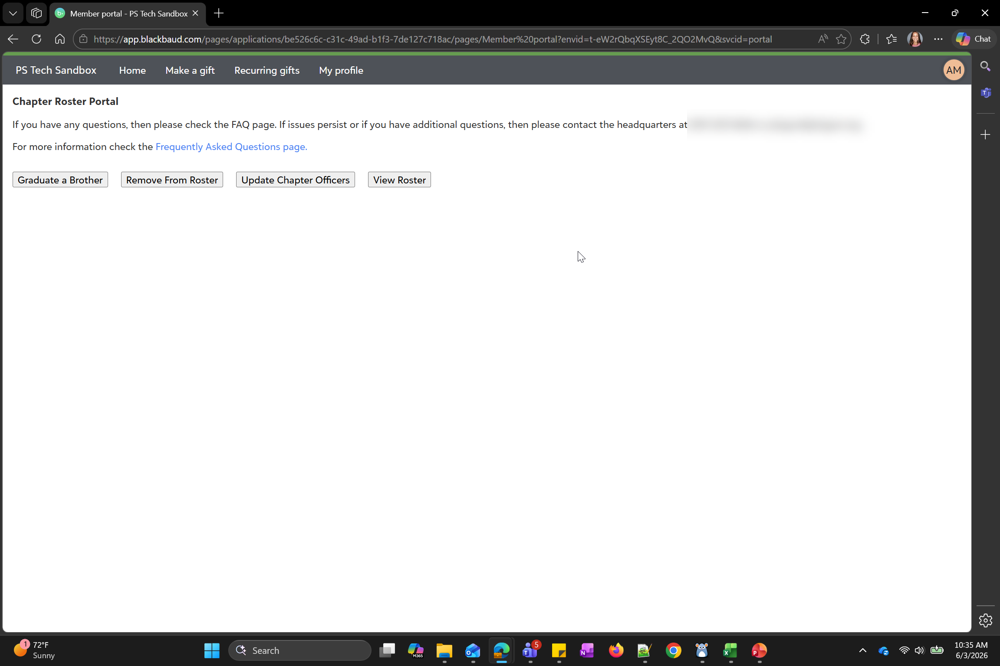 Member portal - PS Tech Sandbox
https://app.blackbaud.com/pages/applications/be526c6c-c31c-49ad-b1f3-7de127c718ac/pages/Member%20portal?envid=t-eW2rQbqXSEyt8C_2QO2MvQ&svcid=portal
Chat
PS Tech Sandbox Home Make a gift Recurring gifts My profile AM
Chapter Roster Portal
If you have any questions, then please check the FAQ page. If issues persist or if you have additional questions, then please contact the headquarters at
For more information check the Frequently Asked Questions page.
Graduate a Brother Remove From Roster Update Chapter Officers View Roster
1 72°F
Sunny
Search
M365
5
10:35 AM
6/3/2026